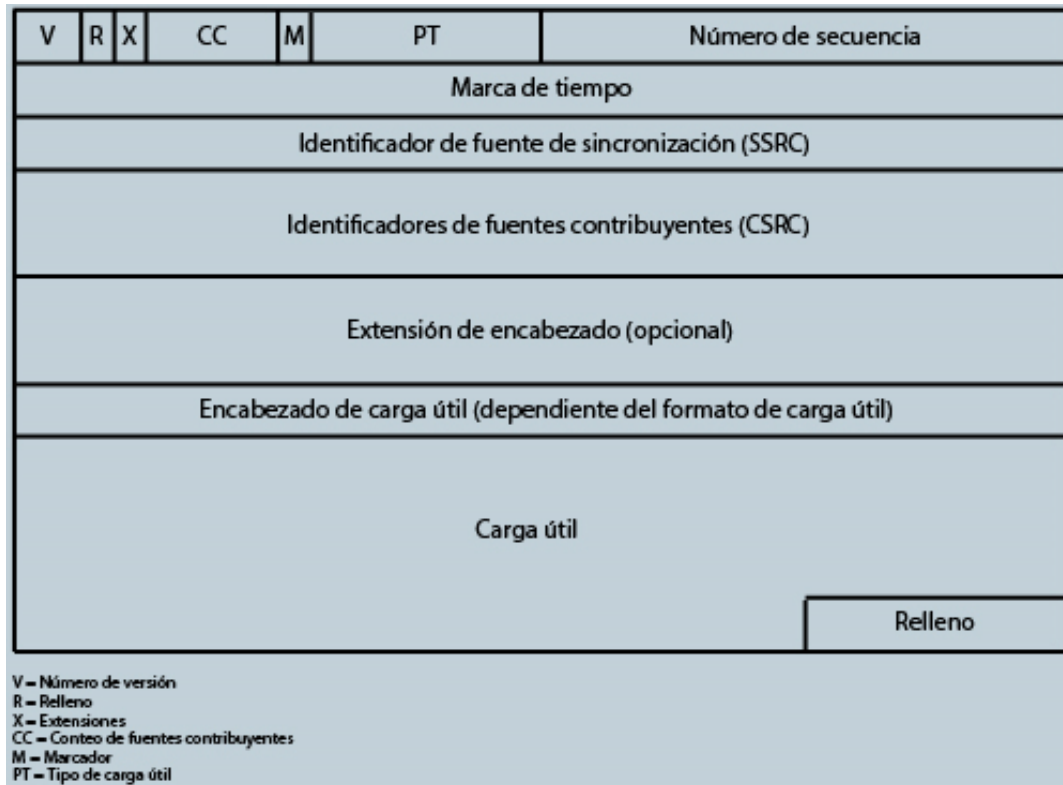 V R X CC M PT Número de secuencia
Marca de tiempo
Identificador de fuente de sincronización (SSRC)
Identificadores de fuentes contribuyentes (CSRC)
Extensión de encabezado (opcional)
Encabezado de carga útil (dependiente del formato de carga útil)
Carga útil
Relleno
V = Número de versión
R = Relleno
X = Extensiones
CC = Conteo de fuentes contribuyentes
M = Marcador
PT = Tipo de carga útil